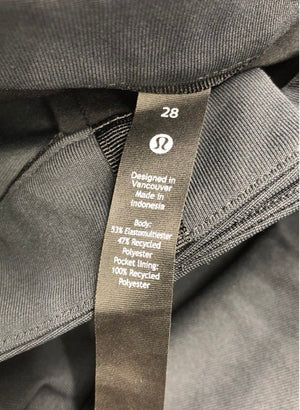 28
Designed in
Vancouver
Made in
Indonesia
Body:
53% Elastomultiester
47% Recycled
Polyester
Pocket lining:
100% Recycled
Polyester